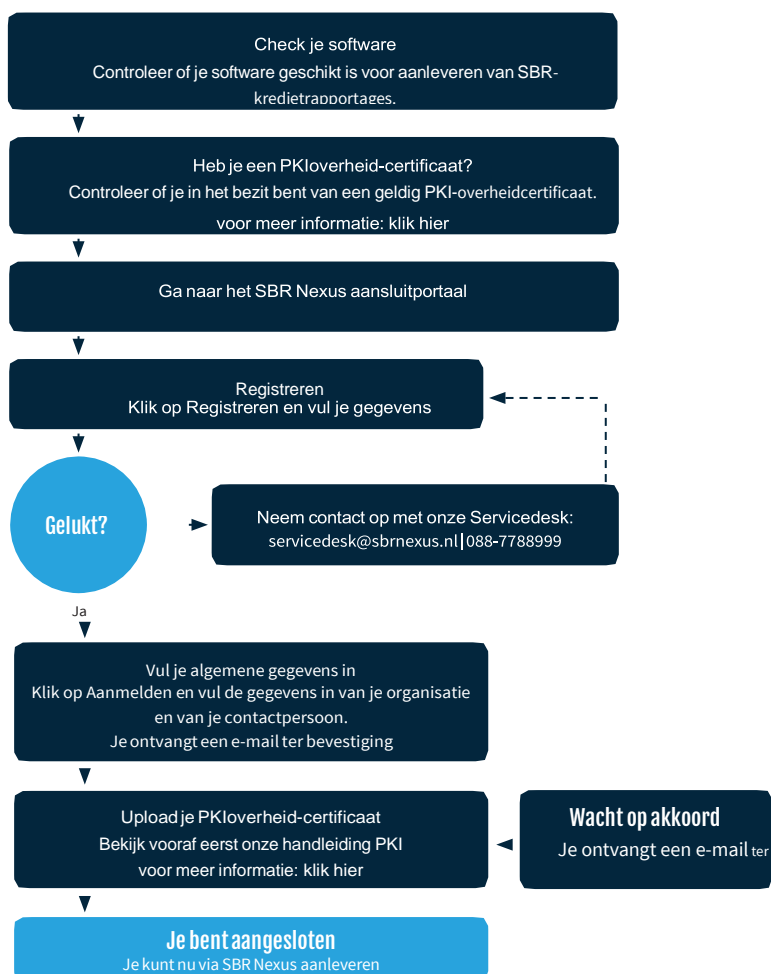 Check je software
Controleer of je software geschikt is voor aanleveren van SBR-
kredietrapportages.
Heb je een PKIoverheid-certificaat?
Controleer of je in het bezit bent van een geldig PKI-overheidcertificaat.
voor meer informatie: klik hier
Ga naar het SBR Nexus aansluitportaal
Registreren
Klik op Registreren en vul je gegevens
Gelukt?
Neem contact op met onze Servicedesk:
servicedesk@sbrnexus.nl|088-7788999
Ja
Vul je algemene gegevens in
Klik op Aanmelden en vul de gegevens in van je organisatie
en van je contactpersoon.
Je ontvangt een e-mail ter bevestiging
Upload je PKIoverheid-certificaat
Bekijk vooraf eerst onze handleiding PKI
voor meer informatie: klik hier
Wacht op akkoord
Je ontvangt een e-mail ter
Je bent aangesloten
Je kunt nu via SBR Nexus aanleveren